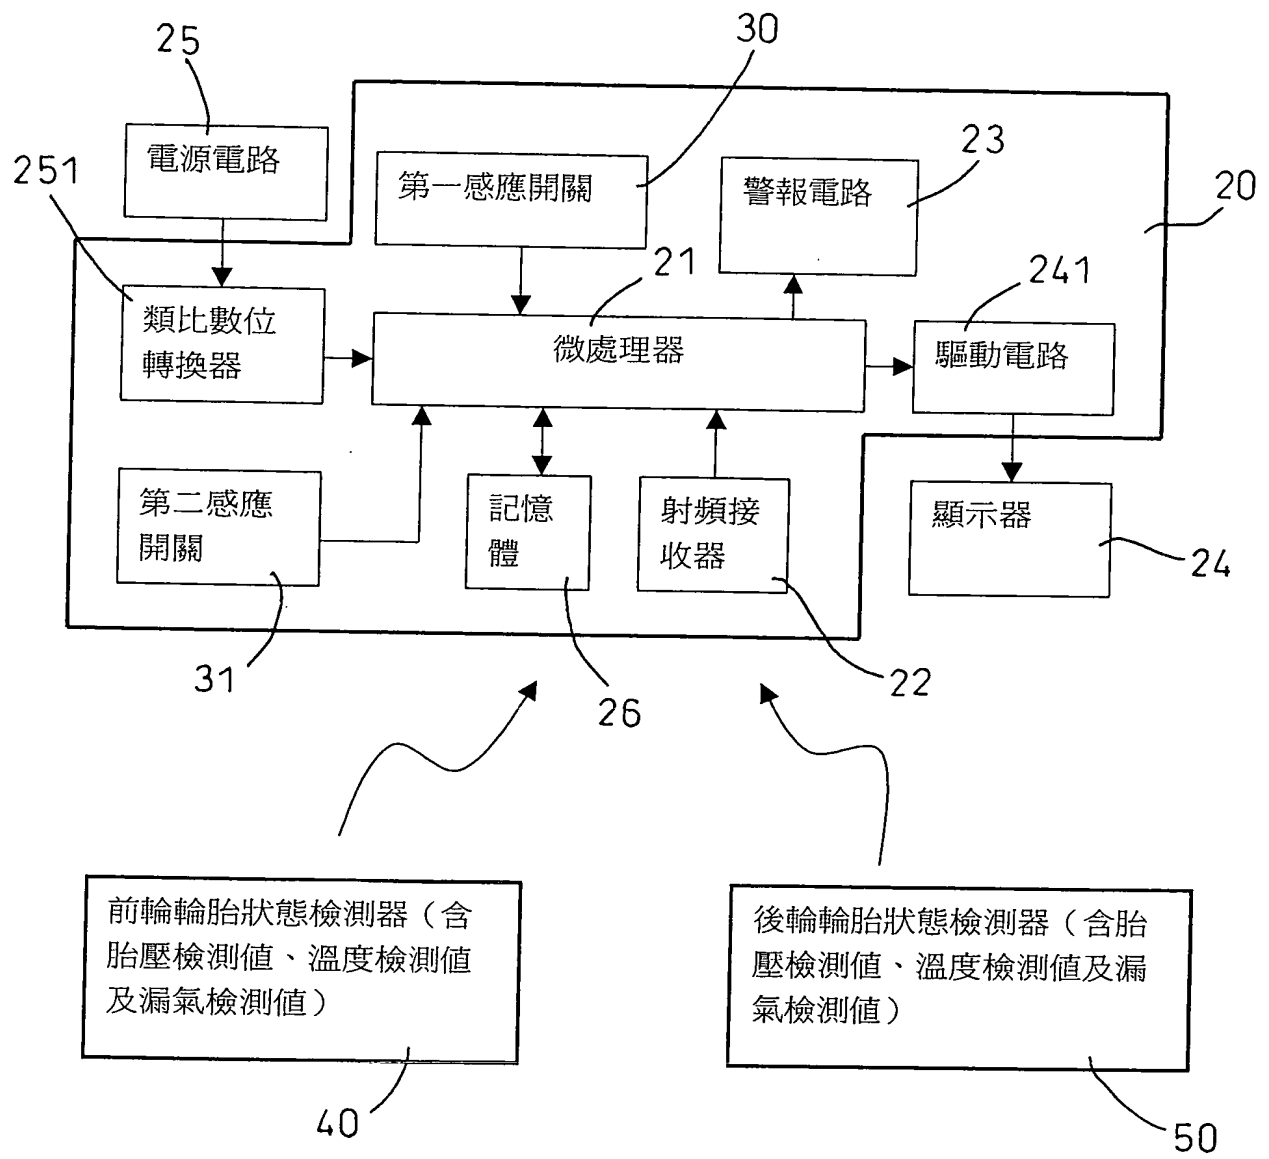 25
30
電源電路
251
第一感應開關
警報電路
23
20
21
241
類比數位
轉換器
微處理器
驅動電路
第二感應
開關
記憶
體
射頻接
收器
顯示器
24
31
26
22
前輪輪胎狀態檢測器（含
胎壓檢測值、溫度檢測值
及漏氣檢測值）
40
後輪輪胎狀態檢測器（含胎
壓檢測值、溫度檢測值及漏
氣檢測值）
50